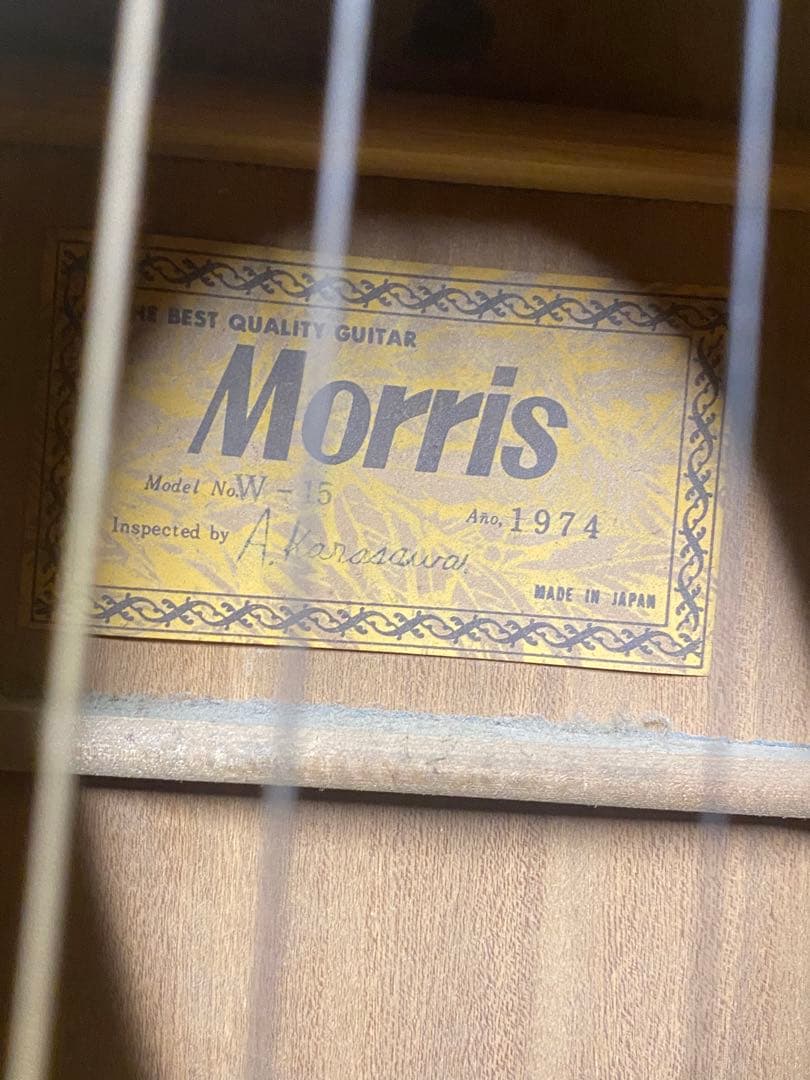 THE BEST QUALITY GUITAR
Morris
Model No. W - 15
Año, 1974
Inspected by A. Karasawa.
MADE IN JAPAN